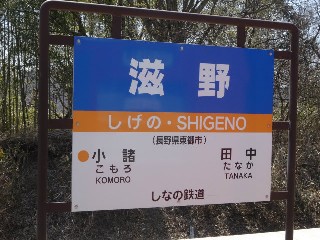 滋野
しげの・SHIGENO
(長野県東御市)
小諸 田中
こもろ たなか
KOMORO TANAKA
しなの鉄道